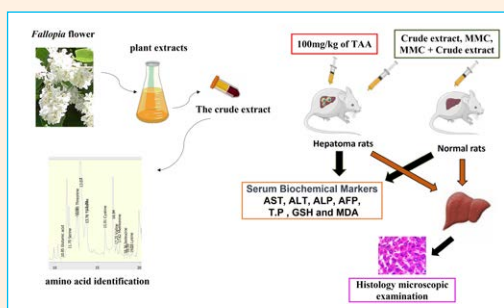 Fallopia flower
plant extracts
The crude extract
amino acid identification
100mg/kg of TAA
Crude extract, MMC,
MMC + Crude extract
Hepatoma rats
Normal rats
Serum Biochemical Markers
AST, ALT, ALP, AFP,
T.P , GSH and MDA
Histology microscopic
examination